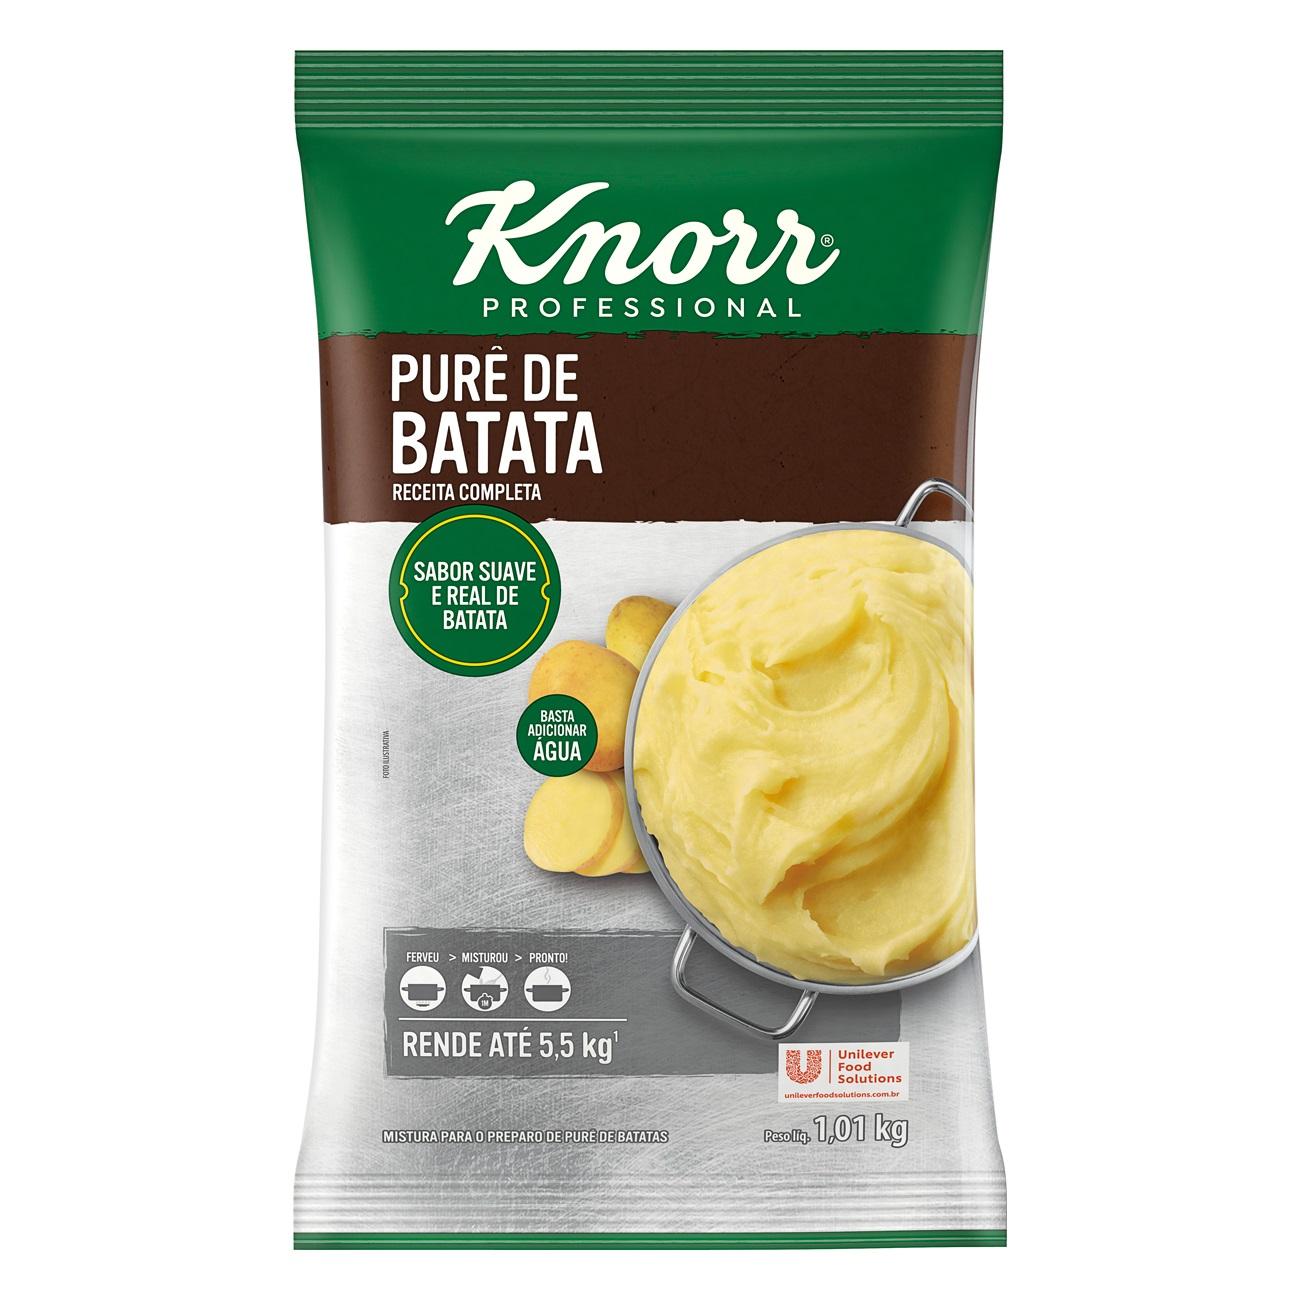 Knorr®
PROFESSIONAL
PURÊ DE
BATATA
RECEITA COMPLETA
SABOR SUAVE
E REAL DE
BATATA
BASTA
ADICIONAR
ÁGUA
FOTO ILUSTRATIVA
FERVEU > MISTUROU > PRONTO!
1M
RENDE ATÉ 5,5 kg¹
Unilever
Food
Solutions
unileverfoodsolutions.com.br
MISTURA PARA O PREPARO DE PURÊ DE BATATAS
Peso líq. 1,01 kg